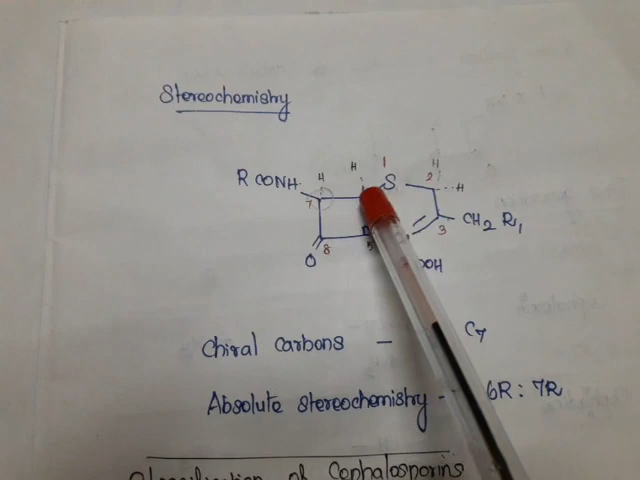 Stereochemistry
H 1 H
R CONH H S 2 H
7
3 CH2 R1
O 8 5 OOH
Chiral carbons – C7
Absolute stereochemistry - 6R : 7R
Classification of Cephalosporins